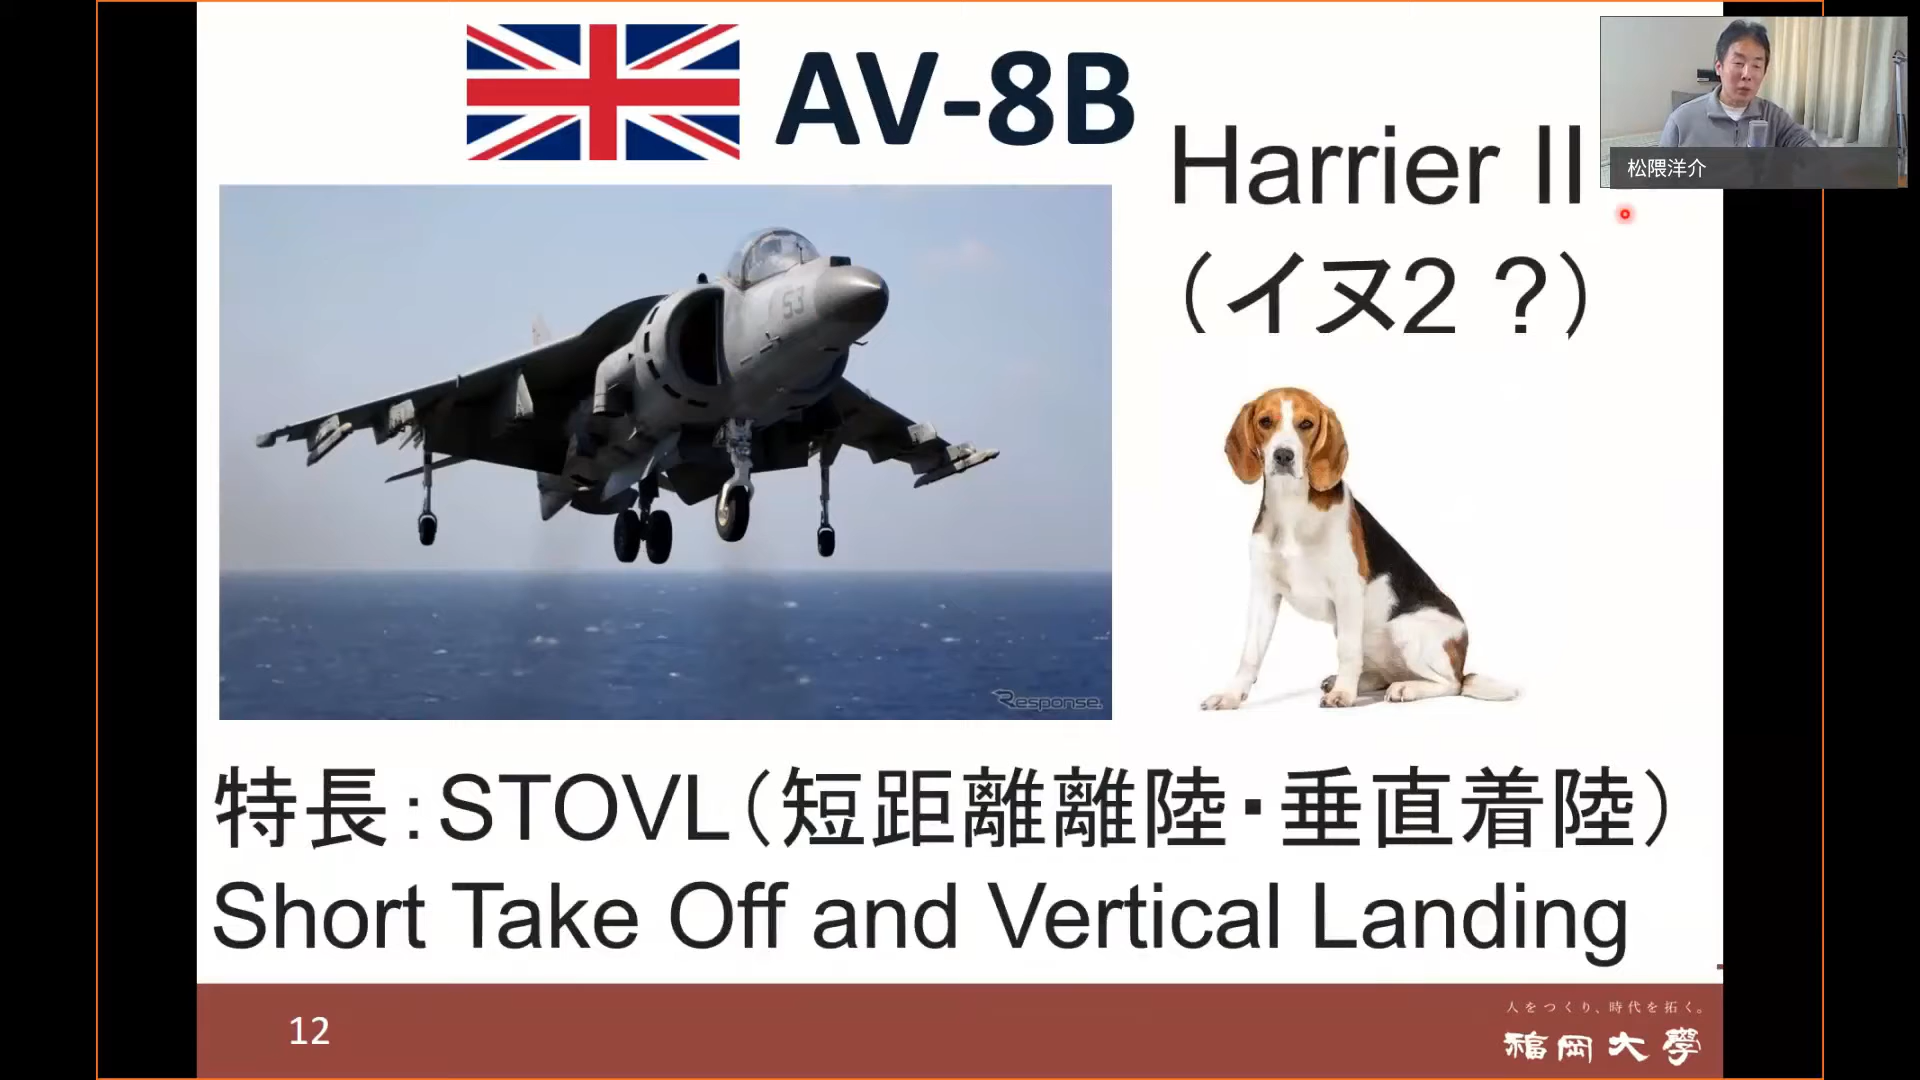 AV-8B
Harrier II
（イヌ2 ?）
松隈洋介
53
Response.
特長：STOVL（短距離離陸・垂直着陸）
Short Take Off and Vertical Landing
12
人をつくり、時代を拓く。
福岡大學